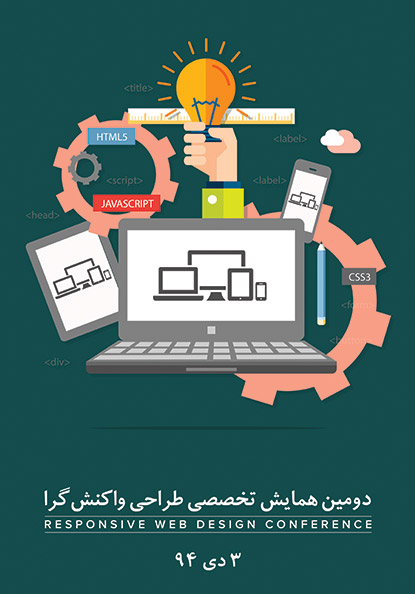 <title>
HTML5
<label>
<script>
<label>
JAVASCRIPT
<head>
CSS3
<div>
دومین همایش تخصصی طراحی واکنش گرا
RESPONSIVE WEB DESIGN CONFERENCE
۳ دی ۹۴